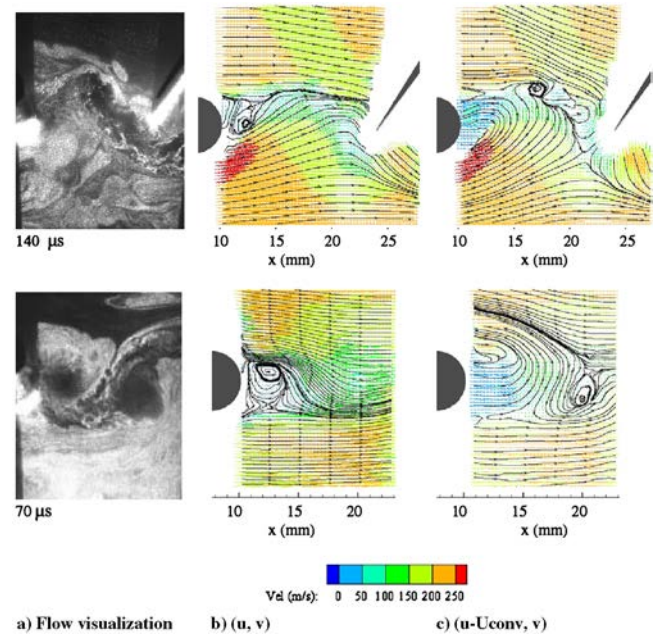 140 µs
10 15 20 25
x (mm)
10 15 20 25
x (mm)
70 µs
10 15 20
x (mm)
10 15 20
x (mm)
Vel (m/s): 0 50 100 150 200 250
a) Flow visualization b) (u, v) c) (u-Uconv, v)